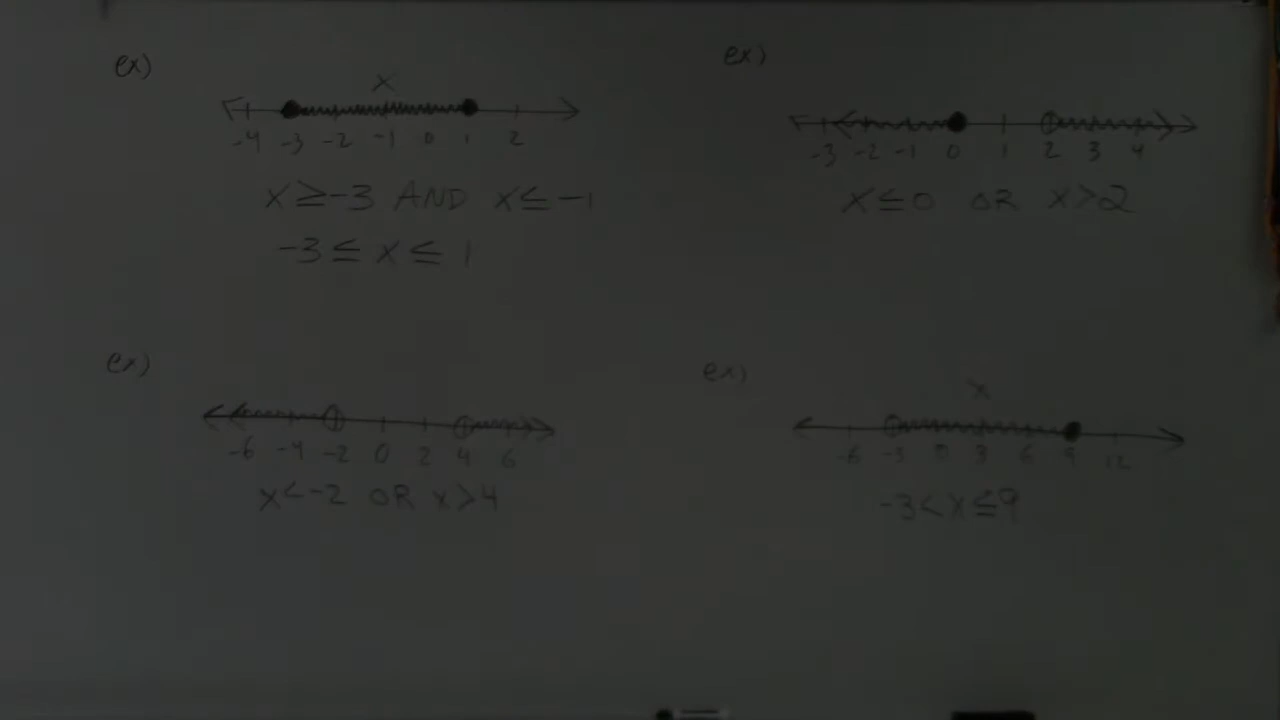 ex)
x
-4 -3 -2 -1 0 1 2
x ≥ -3 AND x ≤ -1
-3 ≤ x ≤ 1
ex)
-3 -2 -1 0 1 2 3 4
x ≤ 0 OR x > 2
ex)
-6 -4 -2 0 2 4 6
x < -2 OR x > 4
ex)
x
-6 -3 0 3 6 9 12
-3 < x ≤ 9